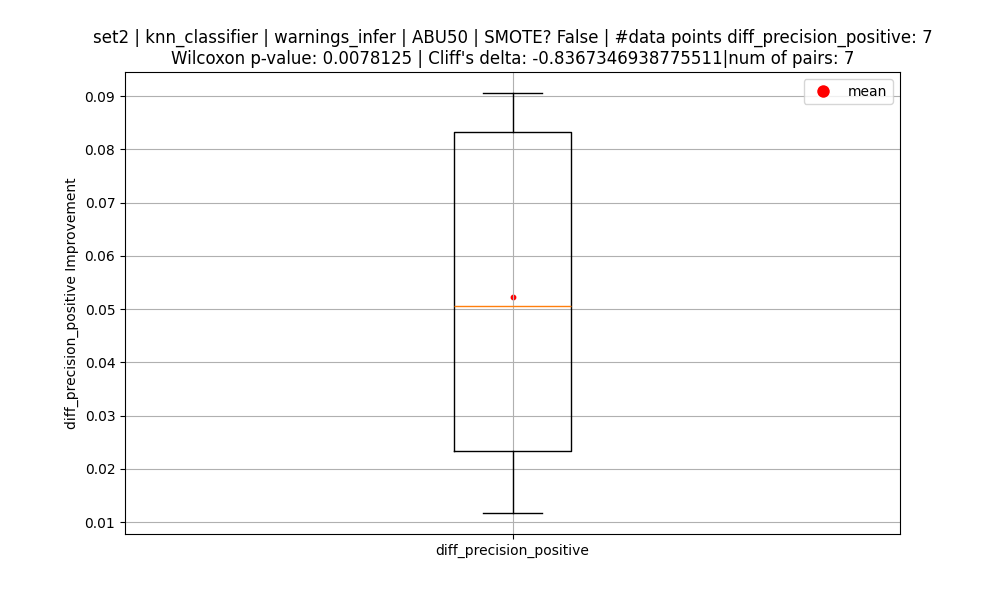 set2 | knn_classifier | warnings_infer | ABU50 | SMOTE? False | #data points diff_precision_positive: 7
Wilcoxon p-value: 0.0078125 | Cliff's delta: -0.8367346938775511|num of pairs: 7
mean
0.09
0.08
0.07
0.06
0.05
0.04
0.03
0.02
0.01
diff_precision_positive Improvement
diff_precision_positive